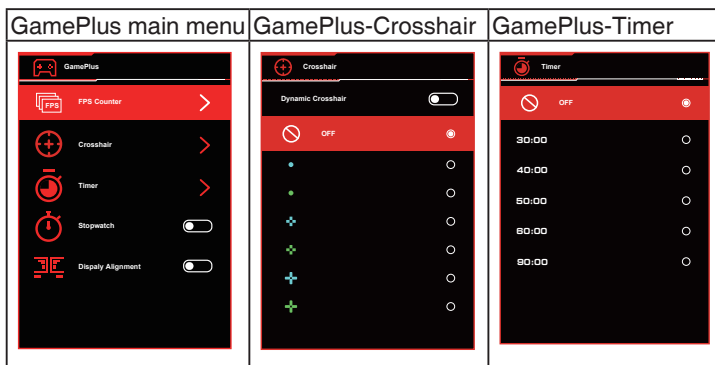 GamePlus main menu
GamePlus-Crosshair
GamePlus-Timer
GamePlus
FPS
FPS Counter
Crosshair
Timer
Stopwatch
Dispaly Alignment
Crosshair
Dynamic Crosshair
OFF
Timer
OFF
30:00
40:00
50:00
60:00
90:00